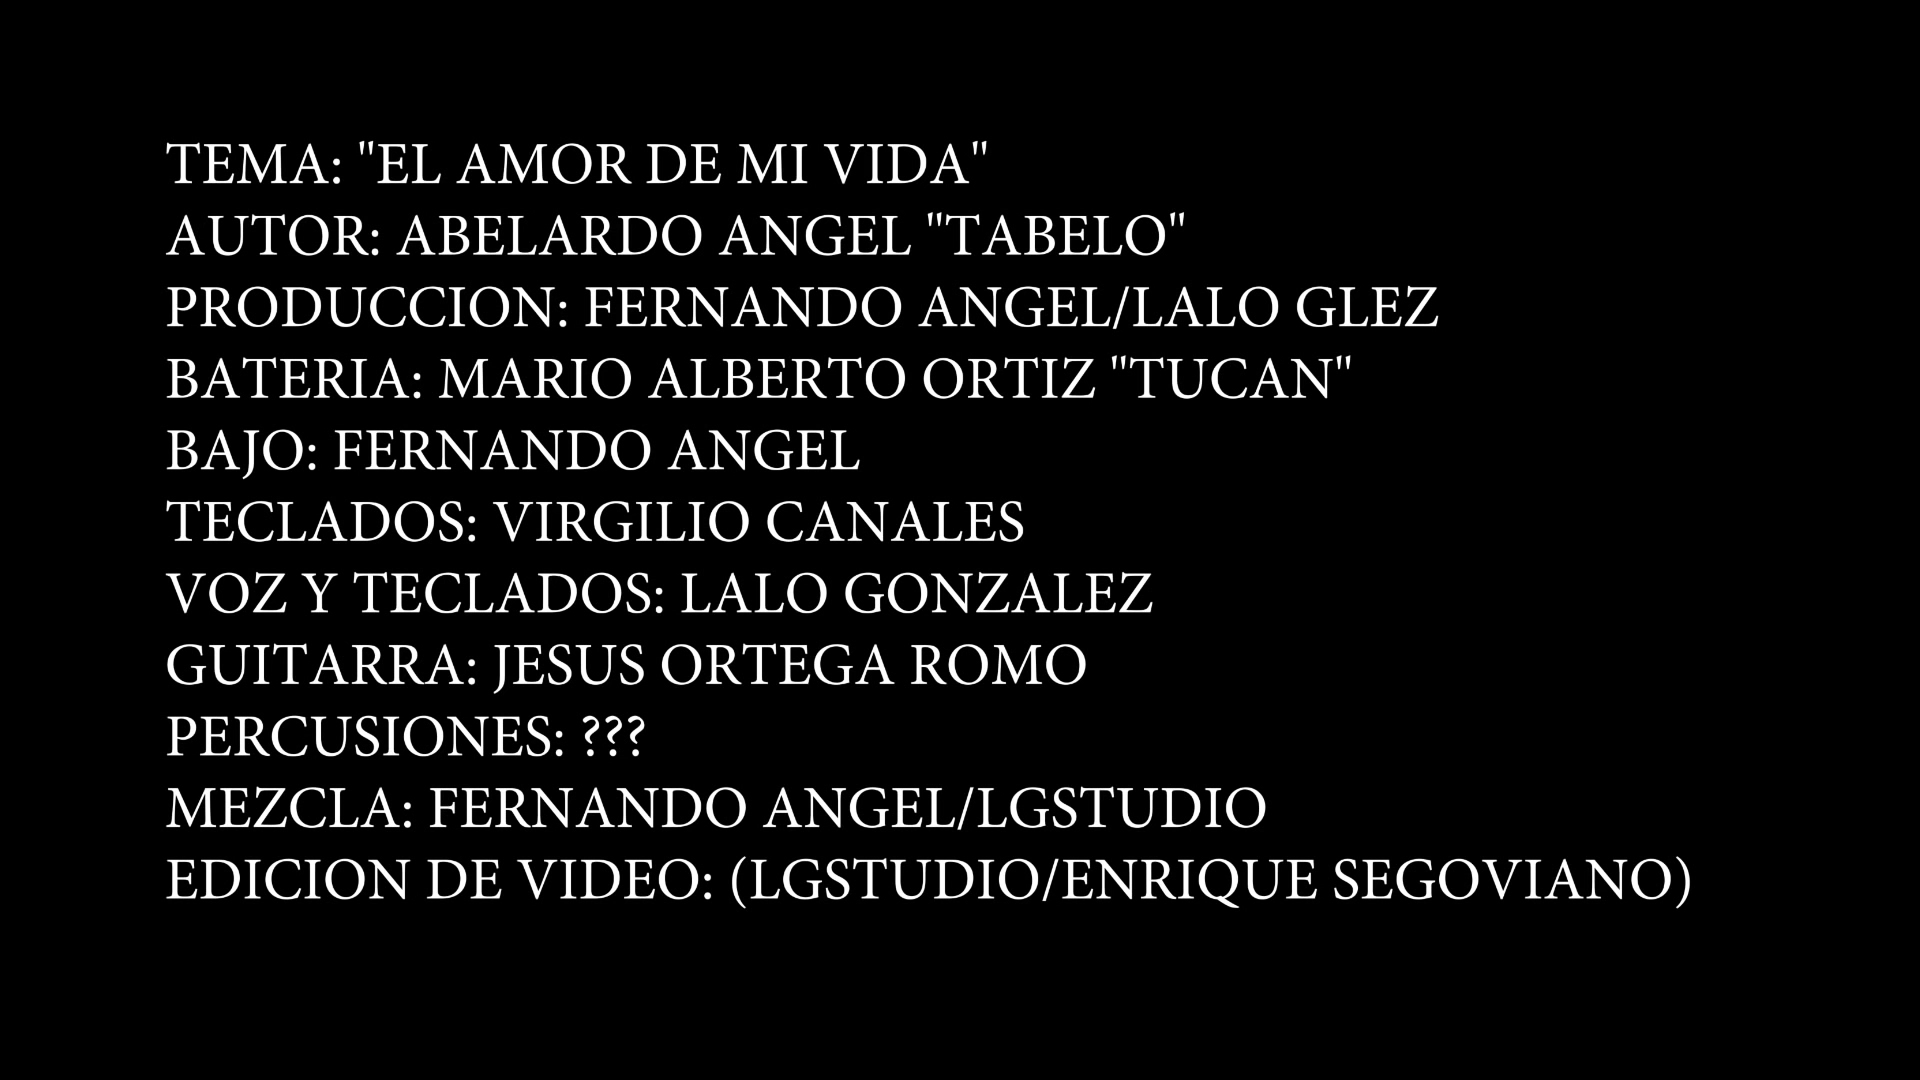 TEMA: "EL AMOR DE MI VIDA"
AUTOR: ABELARDO ANGEL "TABELO"
PRODUCCION: FERNANDO ANGEL/LALO GLEZ
BATERIA: MARIO ALBERTO ORTIZ "TUCAN"
BAJO: FERNANDO ANGEL
TECLADOS: VIRGILIO CANALES
VOZ Y TECLADOS: LALO GONZALEZ
GUITARRA: JESUS ORTEGA ROMO
PERCUSIONES: ???
MEZCLA: FERNANDO ANGEL/LGSTUDIO
EDICION DE VIDEO: (LGSTUDIO/ENRIQUE SEGOVIANO)